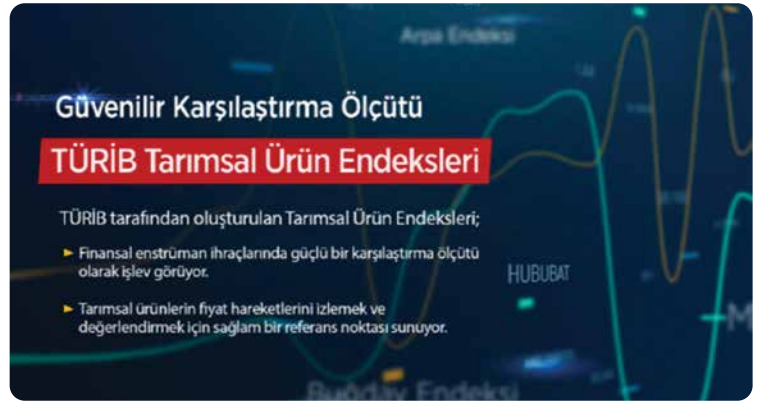 Arpa Endeksi
Güvenilir Karşılaştırma Ölçütü
TÜRİB Tarımsal Ürün Endeksleri
TÜRİB tarafından oluşturulan Tarımsal Ürün Endeksleri;
► Finansal enstrüman ihraçlarında güçlü bir karşılaştırma ölçütü
olarak işlev görüyor.
HUBUBAT
► Tarımsal ürünlerin fiyat hareketlerini izlemek ve
değerlendirmek için sağlam bir referans noktası sunuyor.
M
Buğday Endeksi